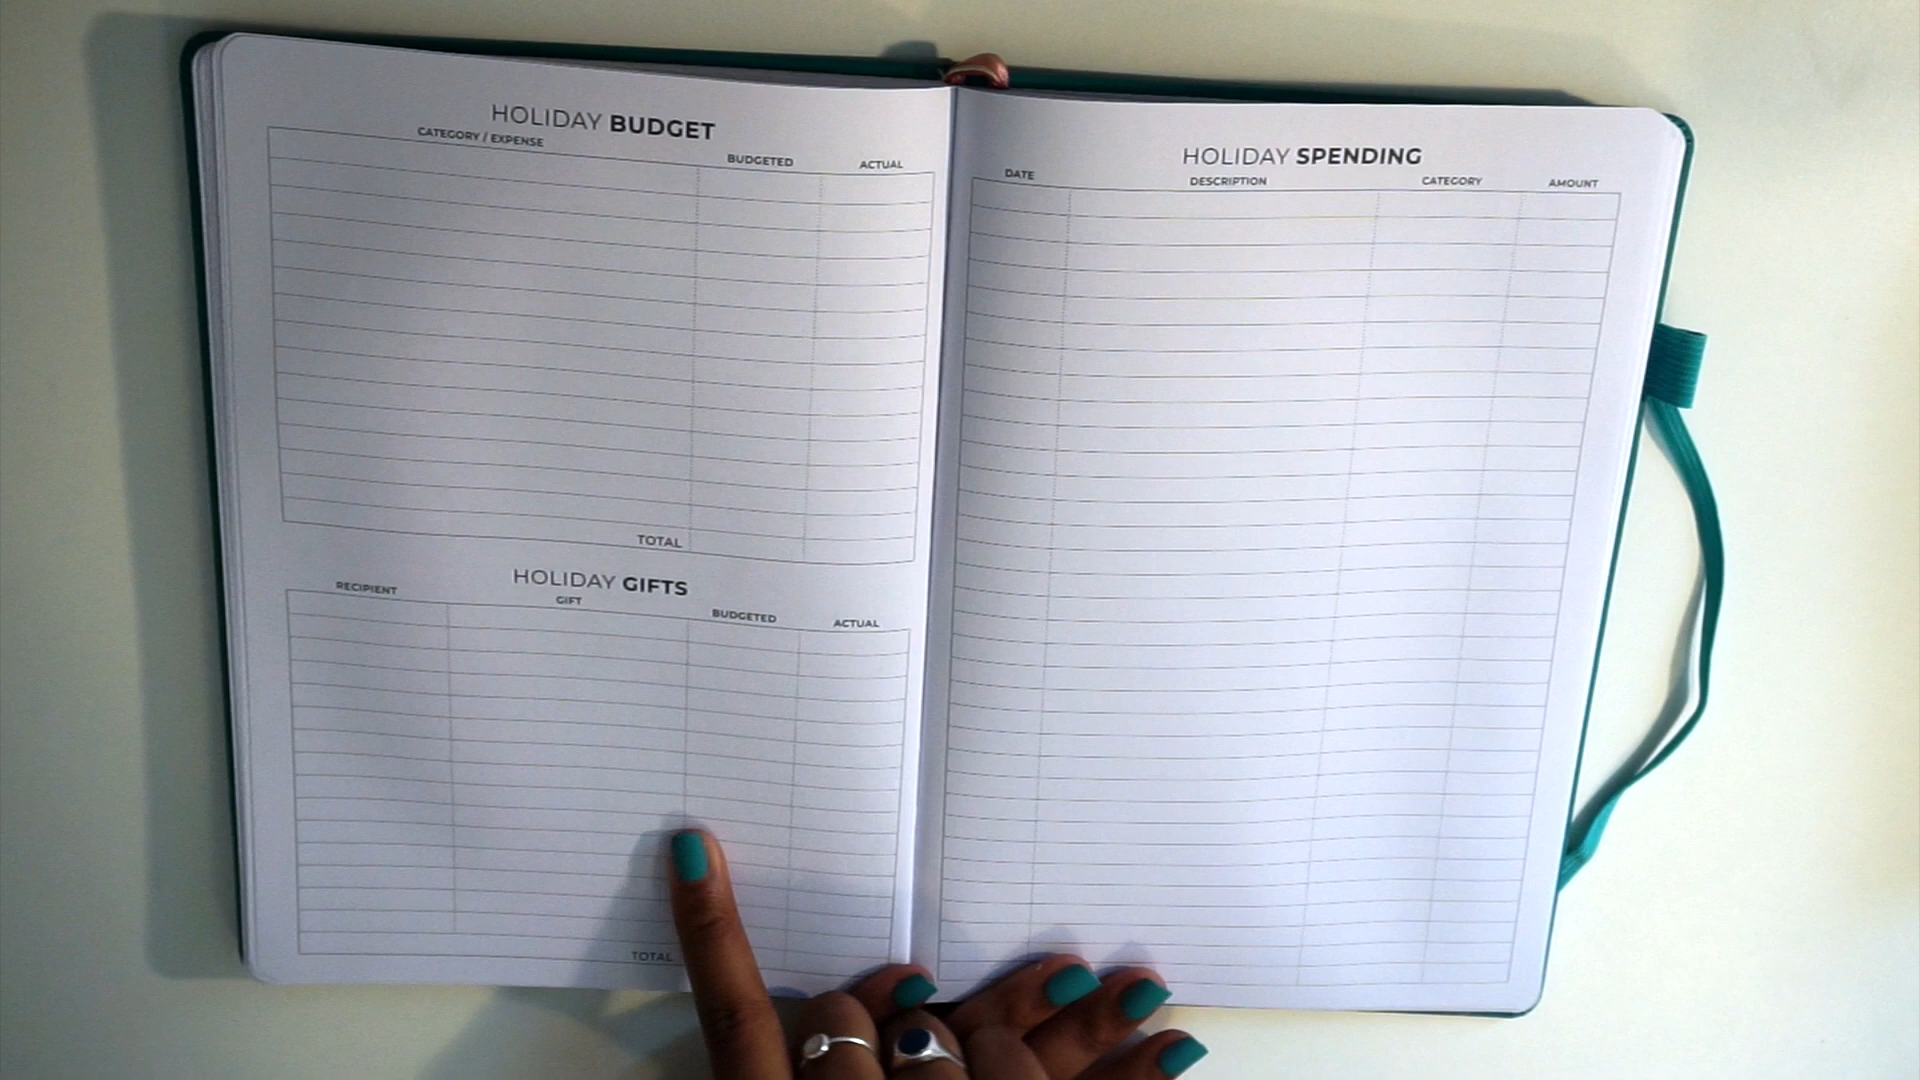 HOLIDAY BUDGET
CATEGORY / EXPENSE BUDGETED ACTUAL
TOTAL
HOLIDAY GIFTS
RECIPIENT GIFT BUDGETED ACTUAL
TOTAL
HOLIDAY SPENDING
DATE DESCRIPTION CATEGORY AMOUNT